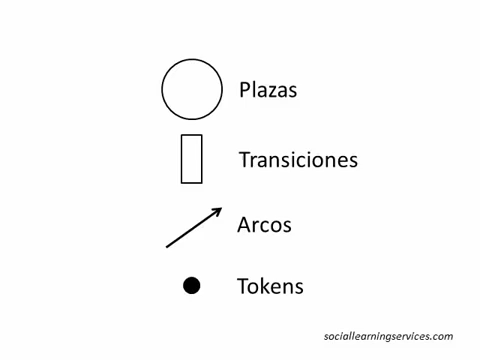 Plazas
Transiciones
Arcos
Tokens
sociallearningservices.com